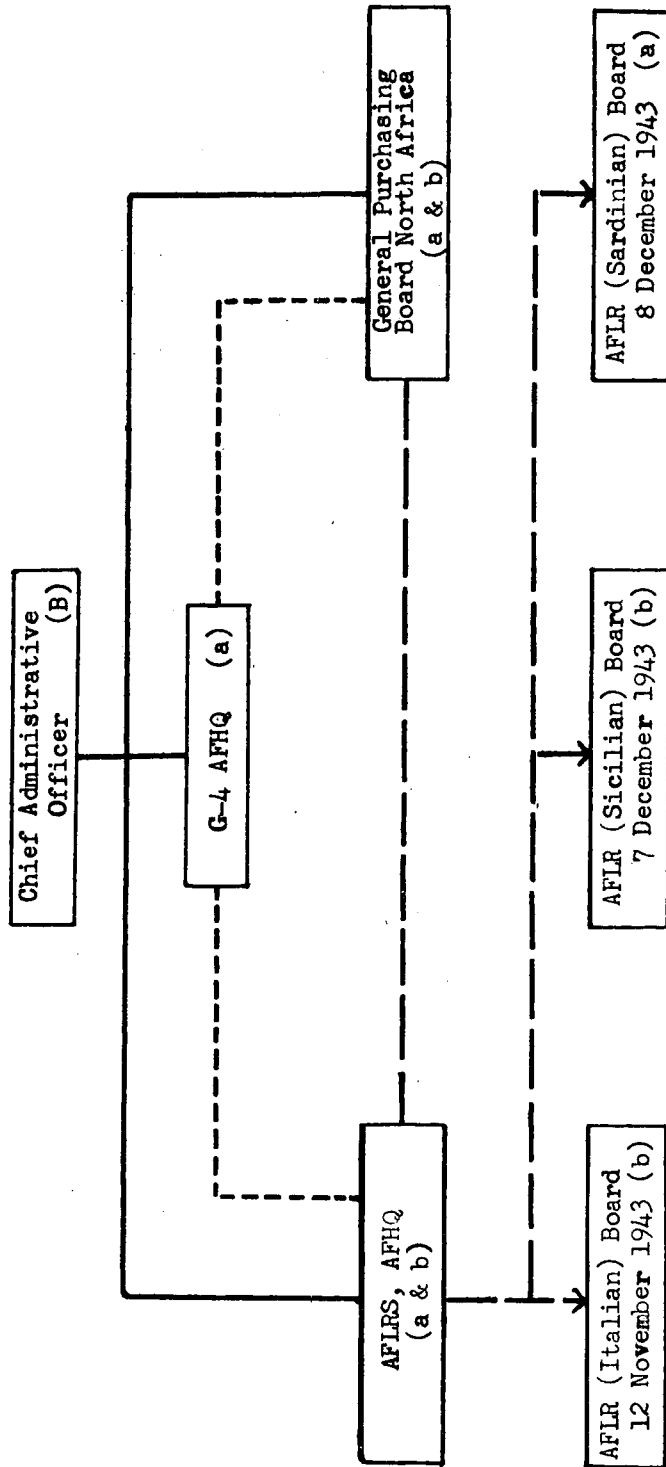 Chief Administrative
Officer (B)
G-4 AFHQ (a)
AFLRS, AFHQ
(a & b)
General Purchasing
Board North Africa
(a & b)
AFLR (Italian) Board
12 November 1943 (b)
AFLR (Sicilian) Board
7 December 1943 (b)
AFLR (Sardinian) Board
8 December 1943 (a)